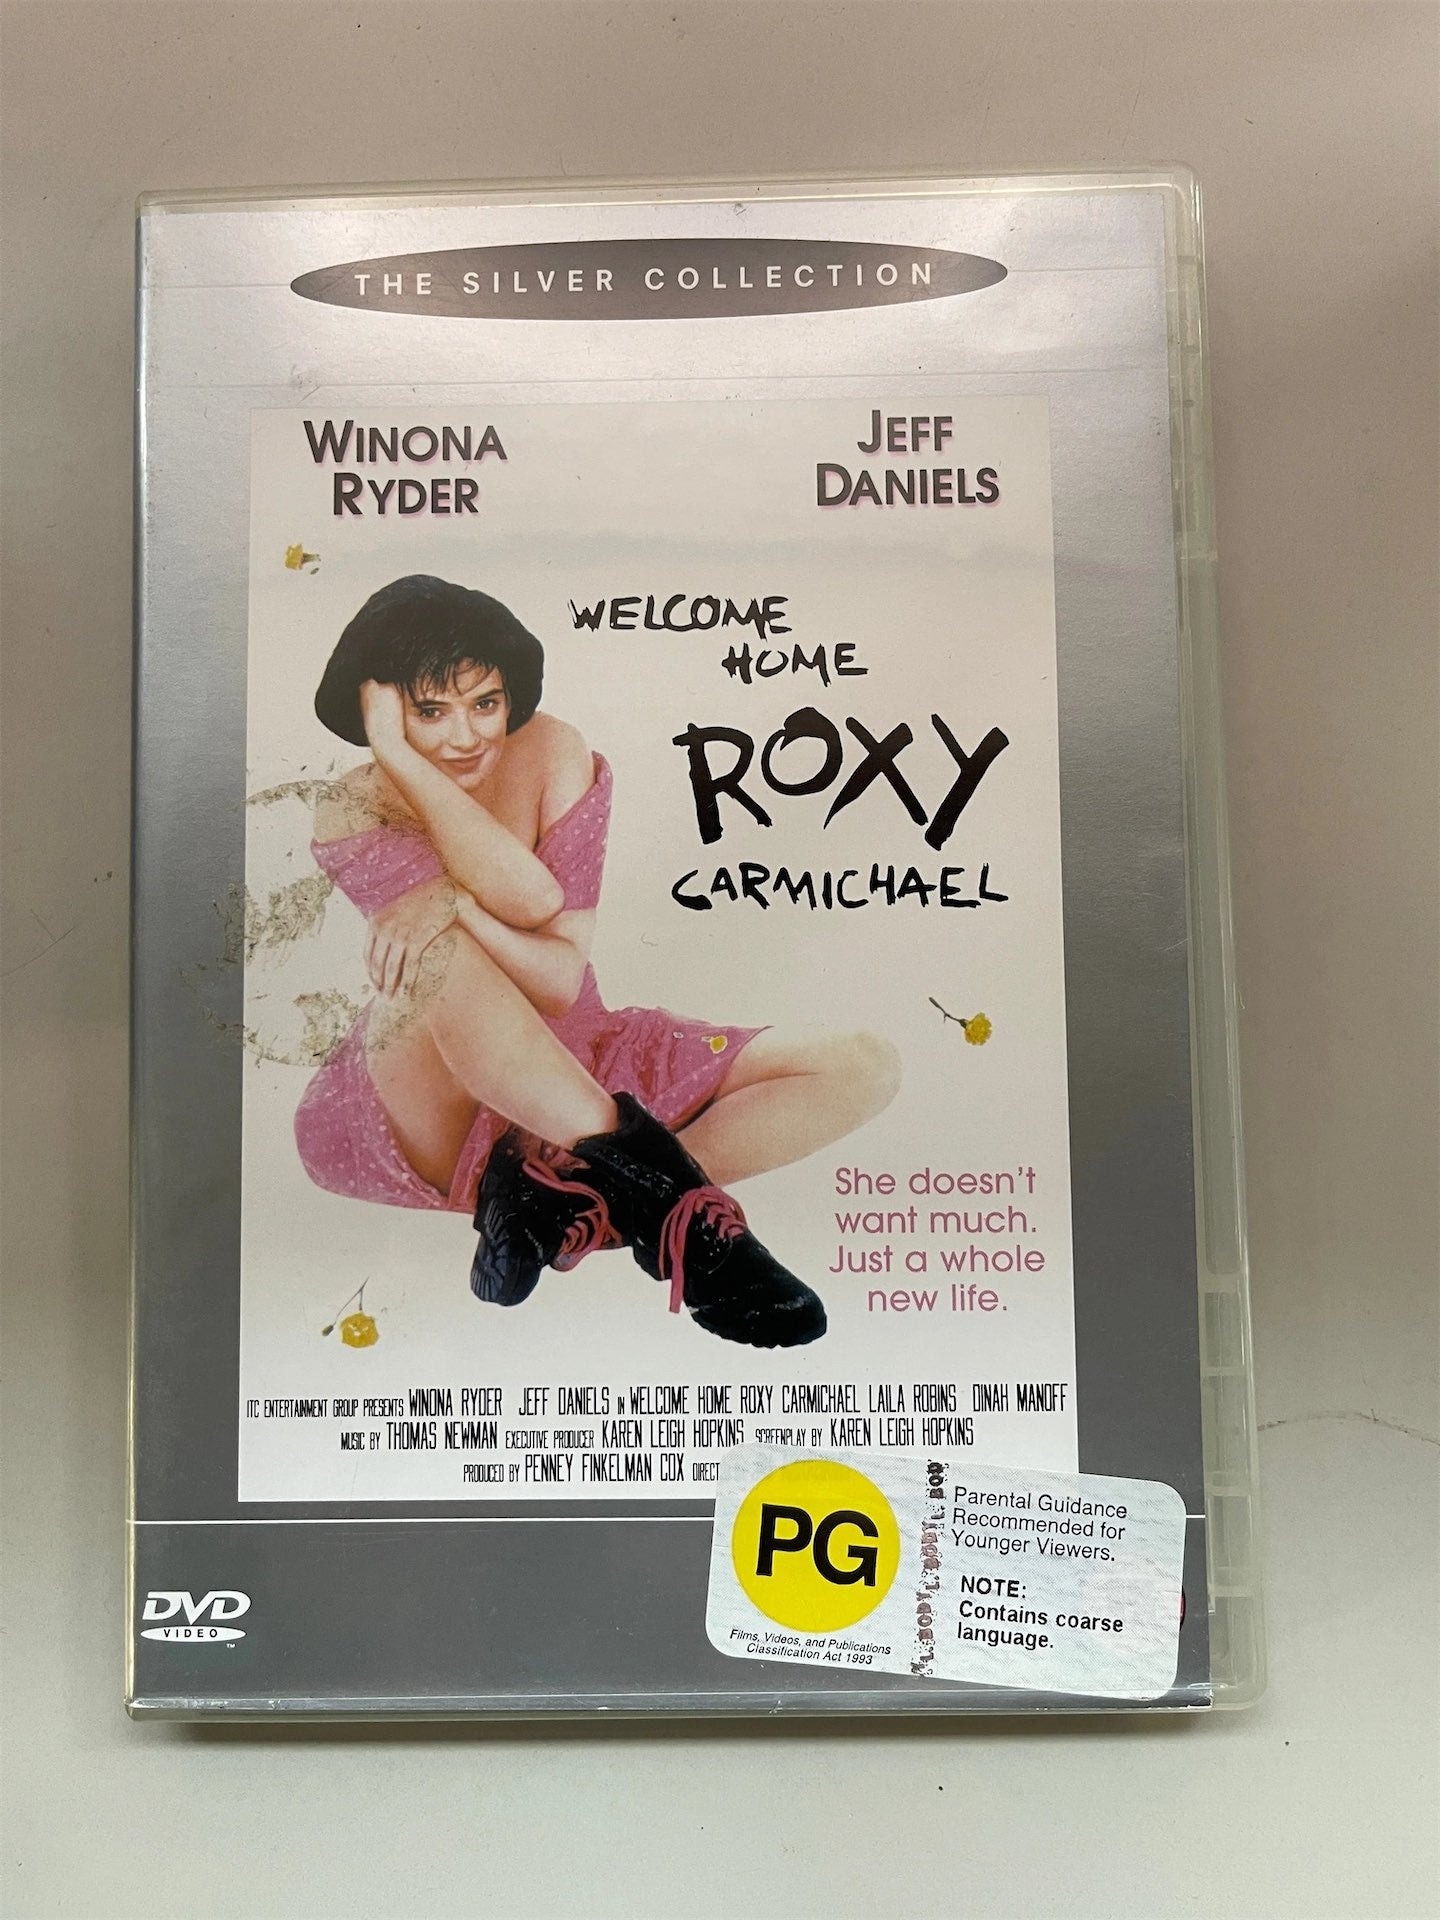 THE SILVER COLLECTION
WINONA
RYDER
JEFF
DANIELS
WELCOME
HOME
ROXY
CARMICHAEL
She doesn't
want much.
Just a whole
new life.
ITC ENTERTAINMENT GROUP PRESENTS WINONA RYDER JEFF DANIELS IN WELCOME HOME ROXY CARMICHAEL LAILA ROBINS DINAH MANOFF
MUSIC BY THOMAS NEWMAN EXECUTIVE PRODUCER KAREN LEIGH HOPKINS SCREENPLAY BY KAREN LEIGH HOPKINS
PRODUCED BY PENNEY FINKELMAN COX DIRECT
DVD
VIDEO
TM
PG
Films, Videos, and Publications
Classification Act 1993
Parental Guidance
Recommended for
Younger Viewers.
NOTE:
Contains coarse
language.